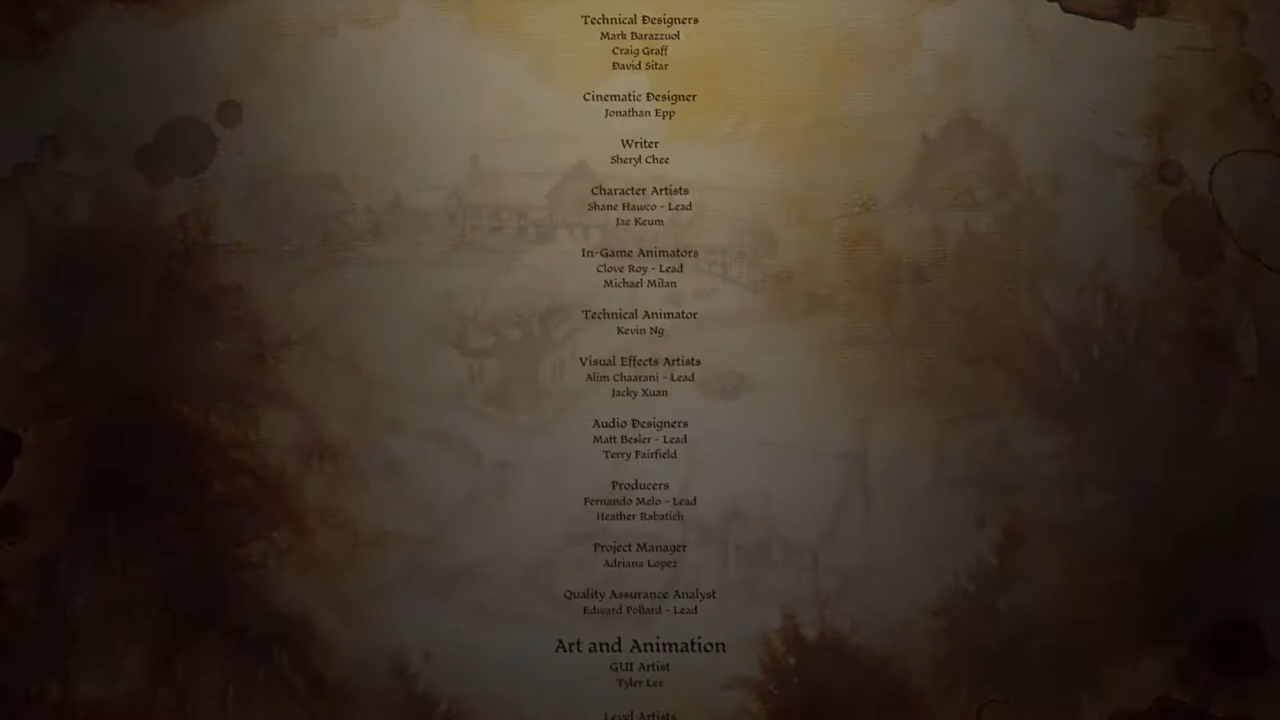 Technical Designers
Mark Barazzuol
Craig Graff
David Sitar
Cinematic Designer
Jonathan Epp
Writer
Sheryl Chee
Character Artists
Shane Hawco - Lead
Jae Keum
In-Game Animators
Clove Roy - Lead
Michael Milan
Technical Animator
Kevin Ng
Visual Effects Artists
Alim Chaarani - Lead
Jacky Xuan
Audio Designers
Matt Besler - Lead
Terry Fairfield
Producers
Fernando Melo - Lead
Heather Rabatich
Project Manager
Adriana Lopez
Quality Assurance Analyst
Edward Pollard - Lead
Art and Animation
GUI Artist
Tyler Lee
Lead Artists